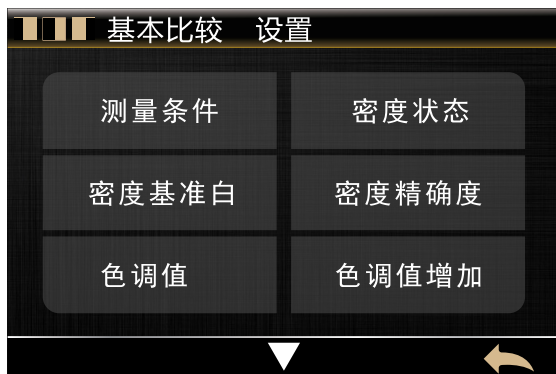 基本比较 设置
测量条件 密度状态
密度基准白 密度精确度
色调值 色调值增加